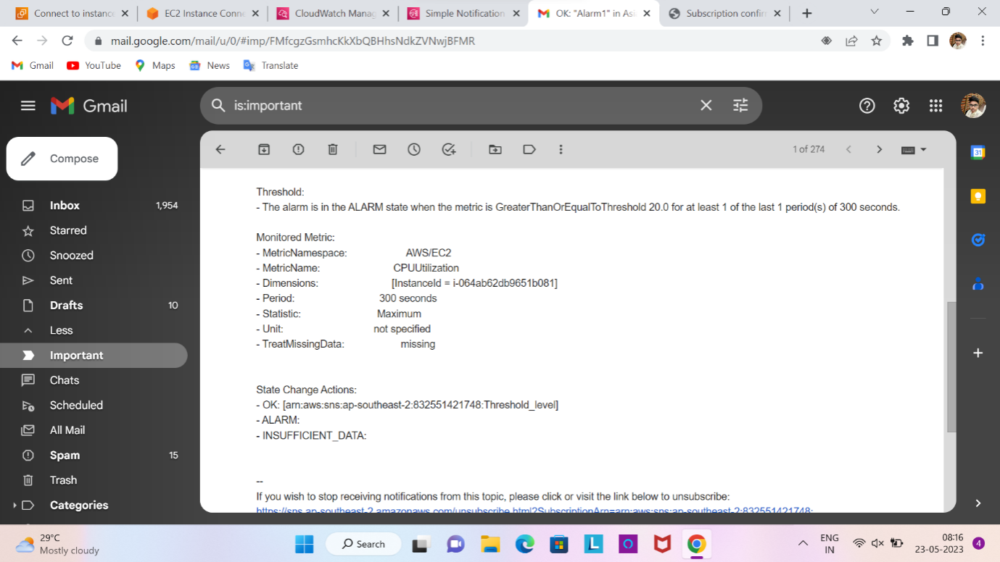 Connect to instance
EC2 Instance Conne
CloudWatch Manag
Simple Notification
OK: "Alarm1" in Asi
Subscription confir
mail.google.com/mail/u/0/#imp/FMfcgzGsmhcKkXbQBHhsNdkZVNwjBFMR
Gmail
YouTube
Maps
News
Translate
Gmail
is:important
Compose
1 of 274
31
Inbox 1,954
Starred
Snoozed
Sent
Drafts 10
Less
Important
Chats
Scheduled
All Mail
Spam 15
Trash
Categories
Threshold:
- The alarm is in the ALARM state when the metric is GreaterThanOrEqualToThreshold 20.0 for at least 1 of the last 1 period(s) of 300 seconds.
Monitored Metric:
- MetricNamespace: AWS/EC2
- MetricName: CPUUtilization
- Dimensions: [InstanceId = i-064ab62db9651b081]
- Period: 300 seconds
- Statistic: Maximum
- Unit: not specified
- TreatMissingData: missing
State Change Actions:
- OK: [arn:aws:sns:ap-southeast-2:832551421748:Threshold_level]
- ALARM:
- INSUFFICIENT_DATA:
--
If you wish to stop receiving notifications from this topic, please click or visit the link below to unsubscribe:
https://sns.ap-southeast-2.amazonaws.com/unsubscribe.html?SubscriptionArn=arn:aws:sns:ap-southeast-2:832551421748:
29°C
Mostly cloudy
Search
L
ENG
IN
08:16
23-05-2023
4